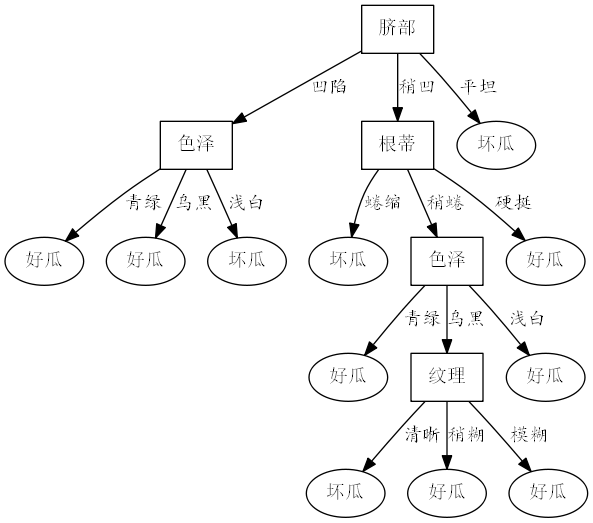 脐部
凹陷 稍凹 平坦
色泽 根蒂 坏瓜
青绿 乌黑 浅白 蜷缩 稍蜷 硬挺
好瓜 好瓜 坏瓜 坏瓜 色泽 好瓜
青绿 乌黑 浅白
好瓜 纹理 好瓜
清晰 稍糊 模糊
坏瓜 好瓜 好瓜